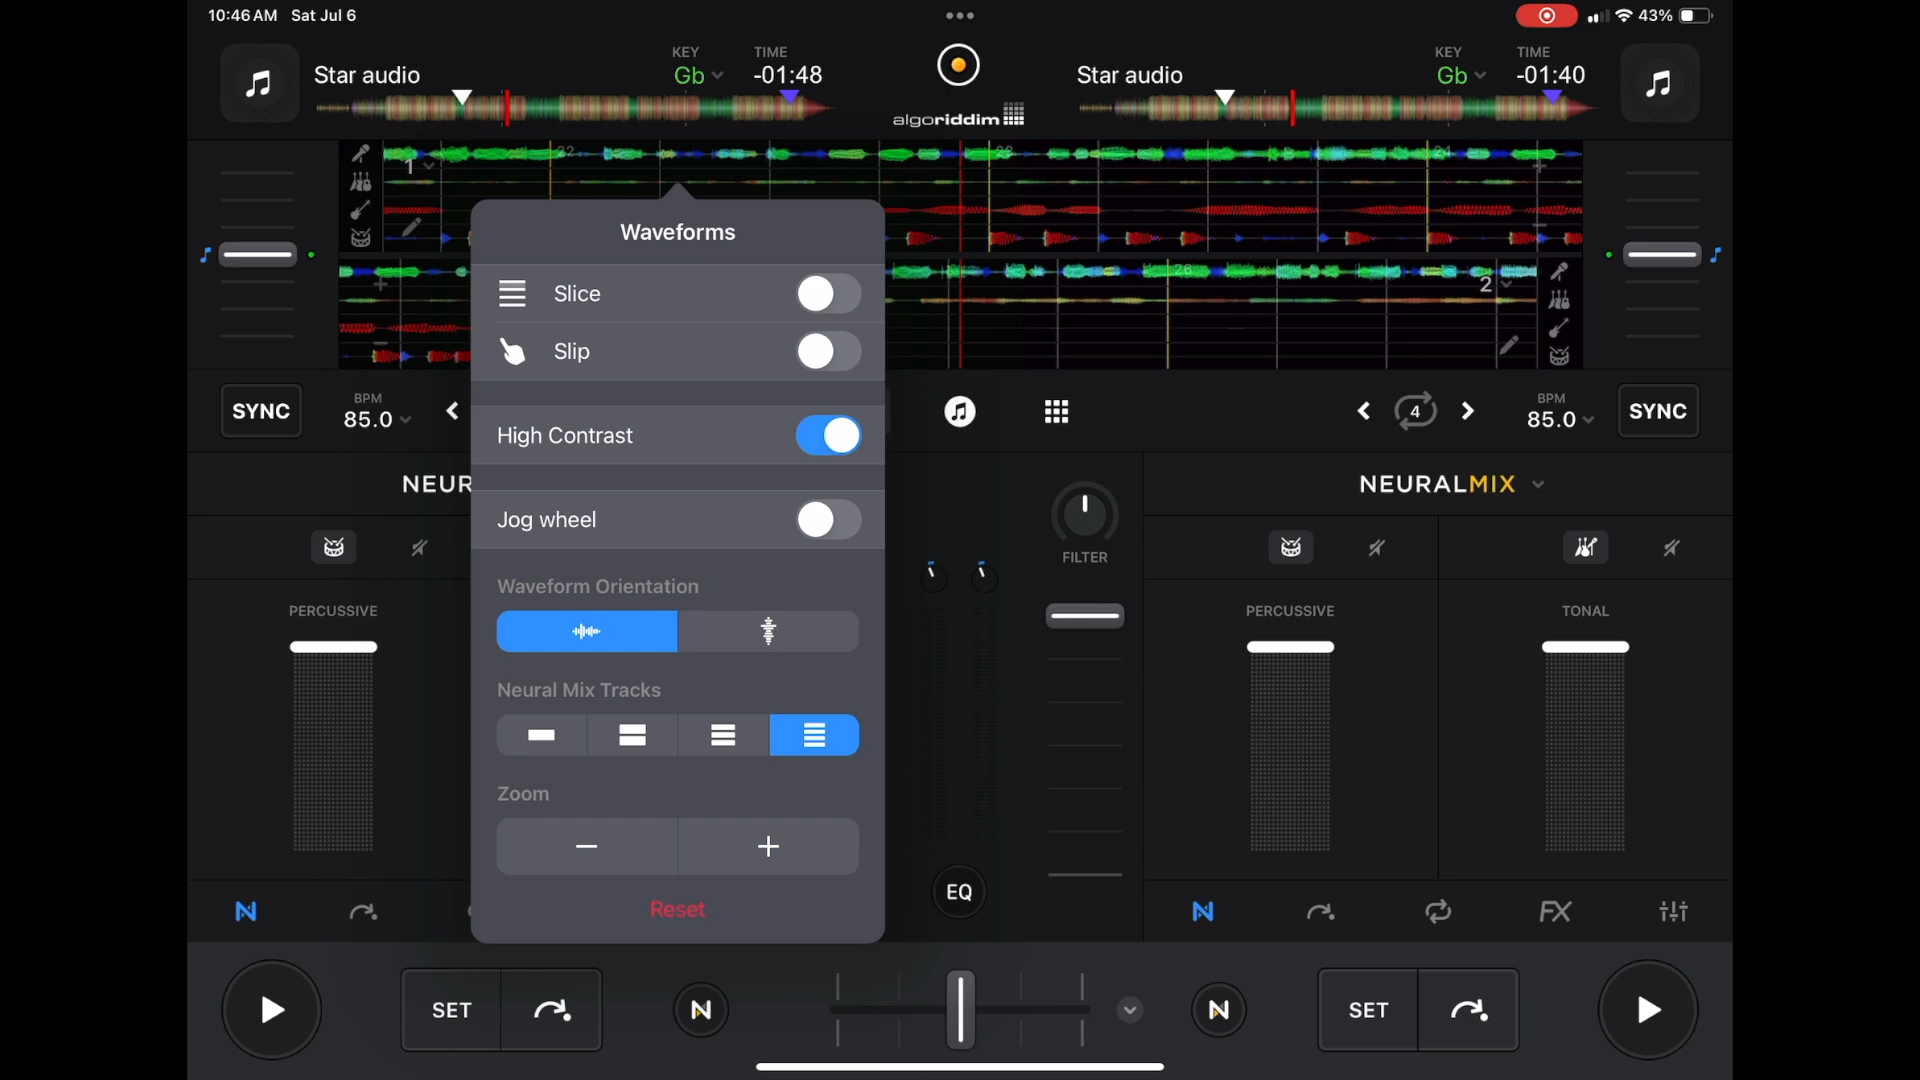 10:46 AM Sat Jul 6
43%
Star audio
KEY
Gb
TIME
-01:48
algoriddim
Star audio
KEY
Gb
TIME
-01:40
1
2
26
Waveforms
Slice
Slip
High Contrast
Jog wheel
Waveform Orientation
Neural Mix Tracks
Zoom
Reset
SYNC
BPM
85.0
4
BPM
85.0
SYNC
NEUR
NEURALMIX
FILTER
PERCUSSIVE
PERCUSSIVE
TONAL
EQ
FX
SET
SET